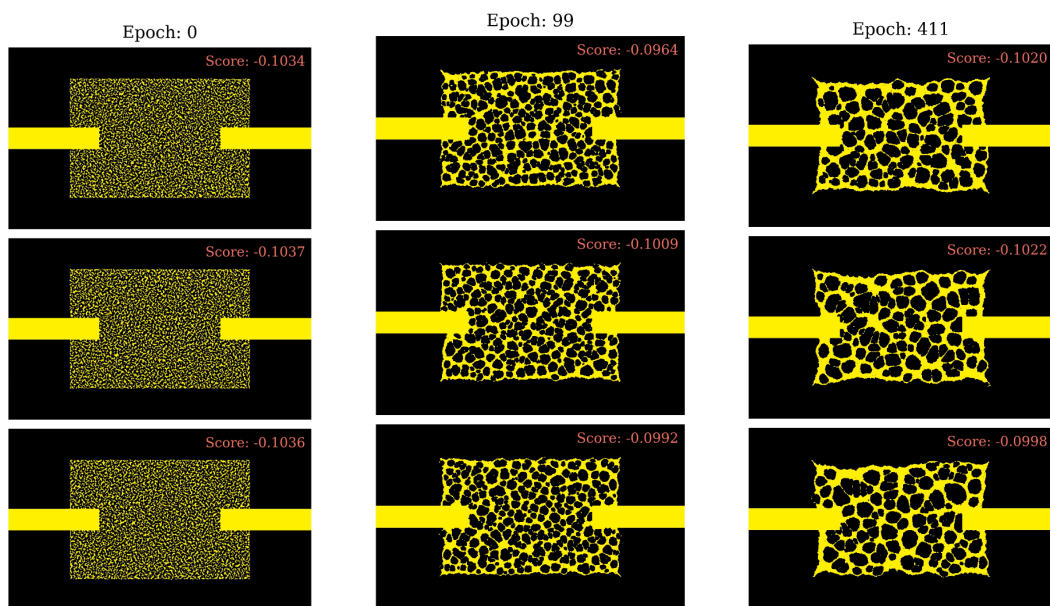 Epoch: 0
Score: -0.1034
Score: -0.1037
Score: -0.1036
Epoch: 99
Score: -0.0964
Score: -0.1009
Score: -0.0992
Epoch: 411
Score: -0.1020
Score: -0.1022
Score: -0.0998